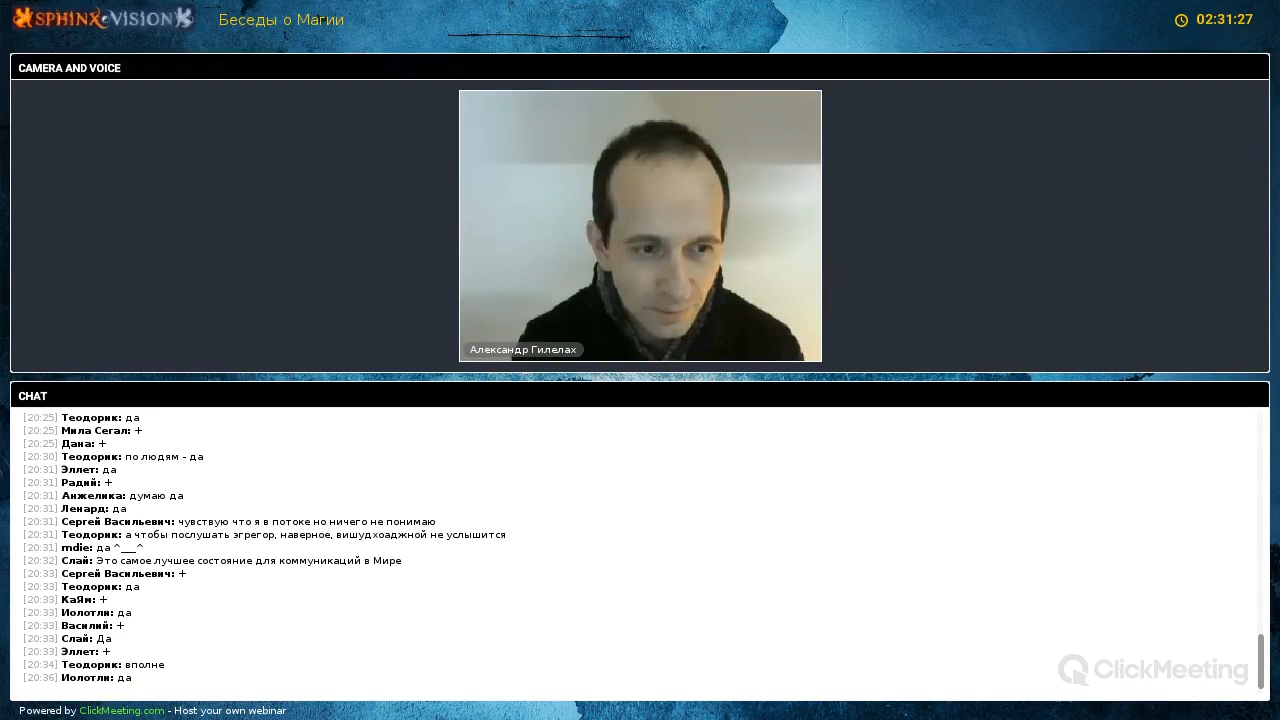 SPHINX VISION Беседы о Магии 02:31:27
CAMERA AND VOICE
Александр Гилелах
CHAT
[20:25] Теодорик: да
[20:25] Мила Сегал: +
[20:25] Дана: +
[20:30] Теодорик: по людям - да
[20:31] Эллет: да
[20:31] Радий: +
[20:31] Анжелика: думаю да
[20:31] Ленард: да
[20:31] Сергей Васильевич: чувствую что я в потоке но ничего не понимаю
[20:31] Теодорик: а чтобы послушать эгрегор, наверное, вишудхоаджной не услышится
[20:31] mdie: да ^___^
[20:32] Слай: Это самое лучшее состояние для коммуникаций в Мире
[20:33] Сергей Васильевич: +
[20:33] Теодорик: да
[20:33] КаЯн: +
[20:33] Иолотли: да
[20:33] Василий: +
[20:33] Слай: Да
[20:33] Эллет: +
[20:34] Теодорик: вполне
[20:36] Иолотли: да
ClickMeeting
Powered by ClickMeeting.com - Host your own webinar